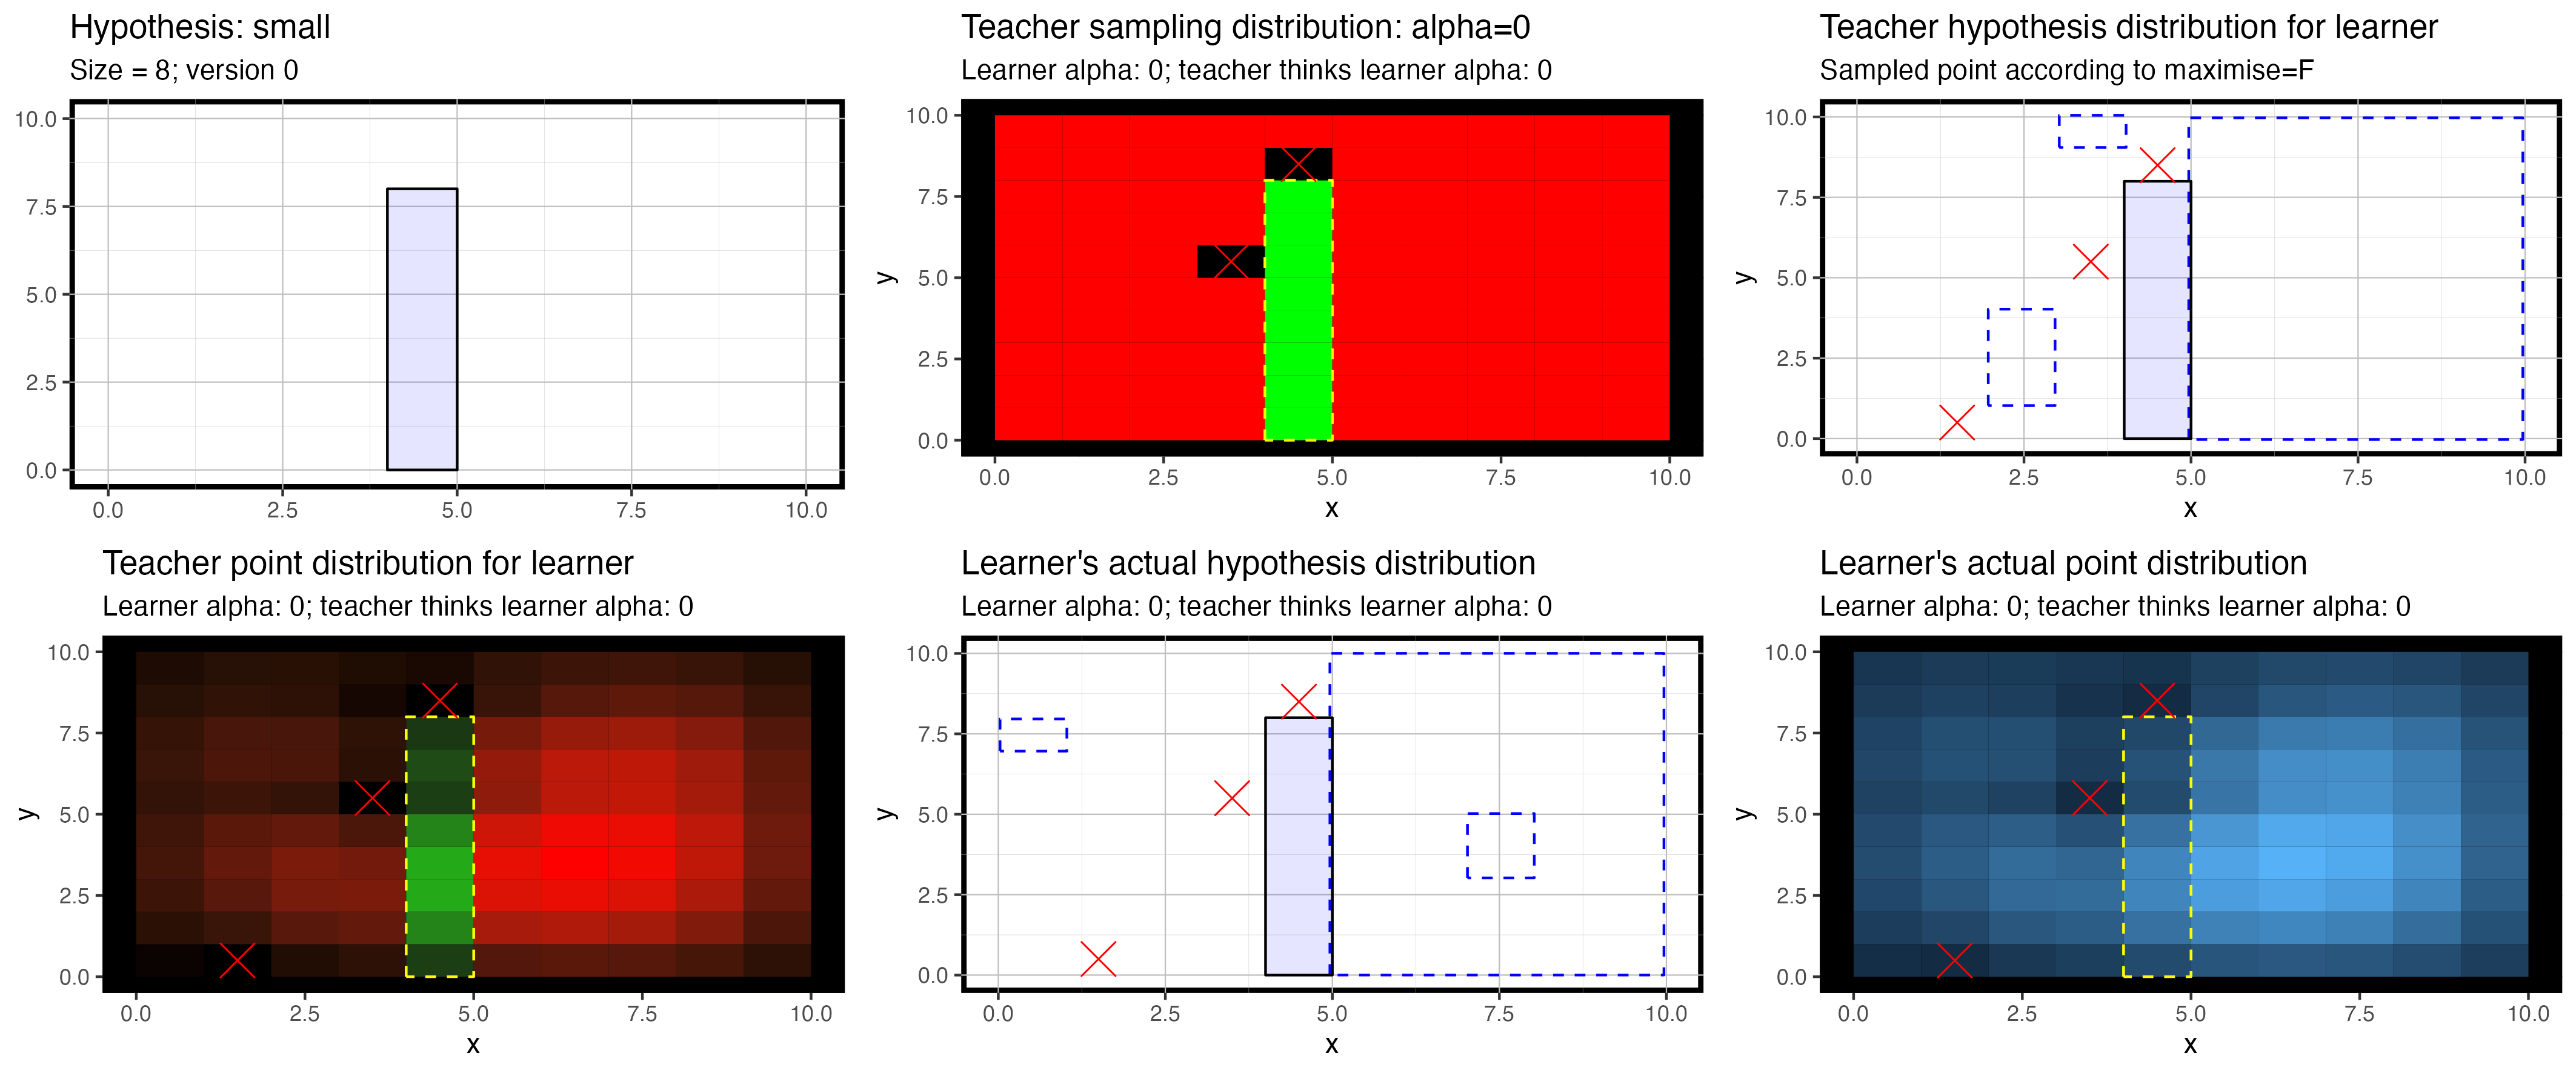 Hypothesis: small
Size = 8; version 0
10.0
7.5
5.0
2.5
0.0
0.0 2.5 5.0 7.5 10.0
Teacher sampling distribution: alpha=0
Learner alpha: 0; teacher thinks learner alpha: 0
y
10.0
7.5
5.0
2.5
0.0
0.0 2.5 5.0 7.5 10.0
x
Teacher hypothesis distribution for learner
Sampled point according to maximise=F
y
10.0
7.5
5.0
2.5
0.0
0.0 2.5 5.0 7.5 10.0
x
Teacher point distribution for learner
Learner alpha: 0; teacher thinks learner alpha: 0
y
10.0
7.5
5.0
2.5
0.0
0.0 2.5 5.0 7.5 10.0
x
Learner's actual hypothesis distribution
Learner alpha: 0; teacher thinks learner alpha: 0
y
10.0
7.5
5.0
2.5
0.0
0.0 2.5 5.0 7.5 10.0
x
Learner's actual point distribution
Learner alpha: 0; teacher thinks learner alpha: 0
y
10.0
7.5
5.0
2.5
0.0
0.0 2.5 5.0 7.5 10.0
x